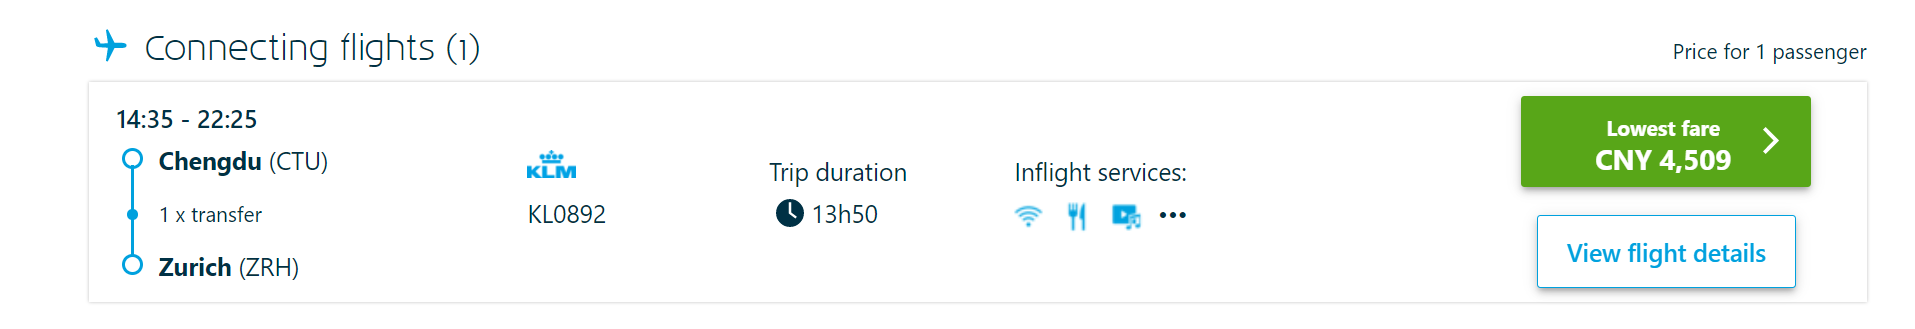 Connecting flights (1)
Price for 1 passenger
14:35 - 22:25
Chengdu (CTU)
1 x transfer
Zurich (ZRH)
KLM
KL0892
Trip duration
13h50
Inflight services:
Lowest fare
CNY 4,509
View flight details